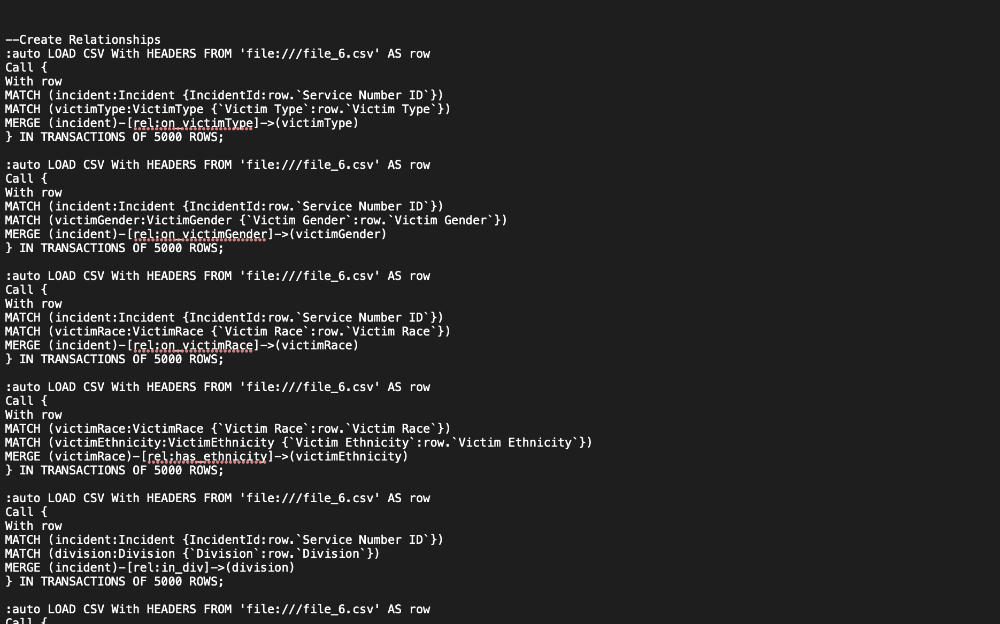 --Create Relationships
:auto LOAD CSV With HEADERS FROM 'file:///file_6.csv' AS row
Call {
With row
MATCH (incident:Incident {IncidentId:row.`Service Number ID`})
MATCH (victimType:VictimType {`Victim Type`:row.`Victim Type`})
MERGE (incident)-[rel:on_victimType]->(victimType)
} IN TRANSACTIONS OF 5000 ROWS;

:auto LOAD CSV With HEADERS FROM 'file:///file_6.csv' AS row
Call {
With row
MATCH (incident:Incident {IncidentId:row.`Service Number ID`})
MATCH (victimGender:VictimGender {`Victim Gender`:row.`Victim Gender`})
MERGE (incident)-[rel:on_victimGender]->(victimGender)
} IN TRANSACTIONS OF 5000 ROWS;

:auto LOAD CSV With HEADERS FROM 'file:///file_6.csv' AS row
Call {
With row
MATCH (incident:Incident {IncidentId:row.`Service Number ID`})
MATCH (victimRace:VictimRace {`Victim Race`:row.`Victim Race`})
MERGE (incident)-[rel:on_victimRace]->(victimRace)
} IN TRANSACTIONS OF 5000 ROWS;

:auto LOAD CSV With HEADERS FROM 'file:///file_6.csv' AS row
Call {
With row
MATCH (victimRace:VictimRace {`Victim Race`:row.`Victim Race`})
MATCH (victimEthnicity:VictimEthnicity {`Victim Ethnicity`:row.`Victim Ethnicity`})
MERGE (victimRace)-[rel:has_ethnicity]->(victimEthnicity)
} IN TRANSACTIONS OF 5000 ROWS;

:auto LOAD CSV With HEADERS FROM 'file:///file_6.csv' AS row
Call {
With row
MATCH (incident:Incident {IncidentId:row.`Service Number ID`})
MATCH (division:Division {`Division`:row.`Division`})
MERGE (incident)-[rel:in_div]->(division)
} IN TRANSACTIONS OF 5000 ROWS;

:auto LOAD CSV With HEADERS FROM 'file:///file_6.csv' AS row
Call {